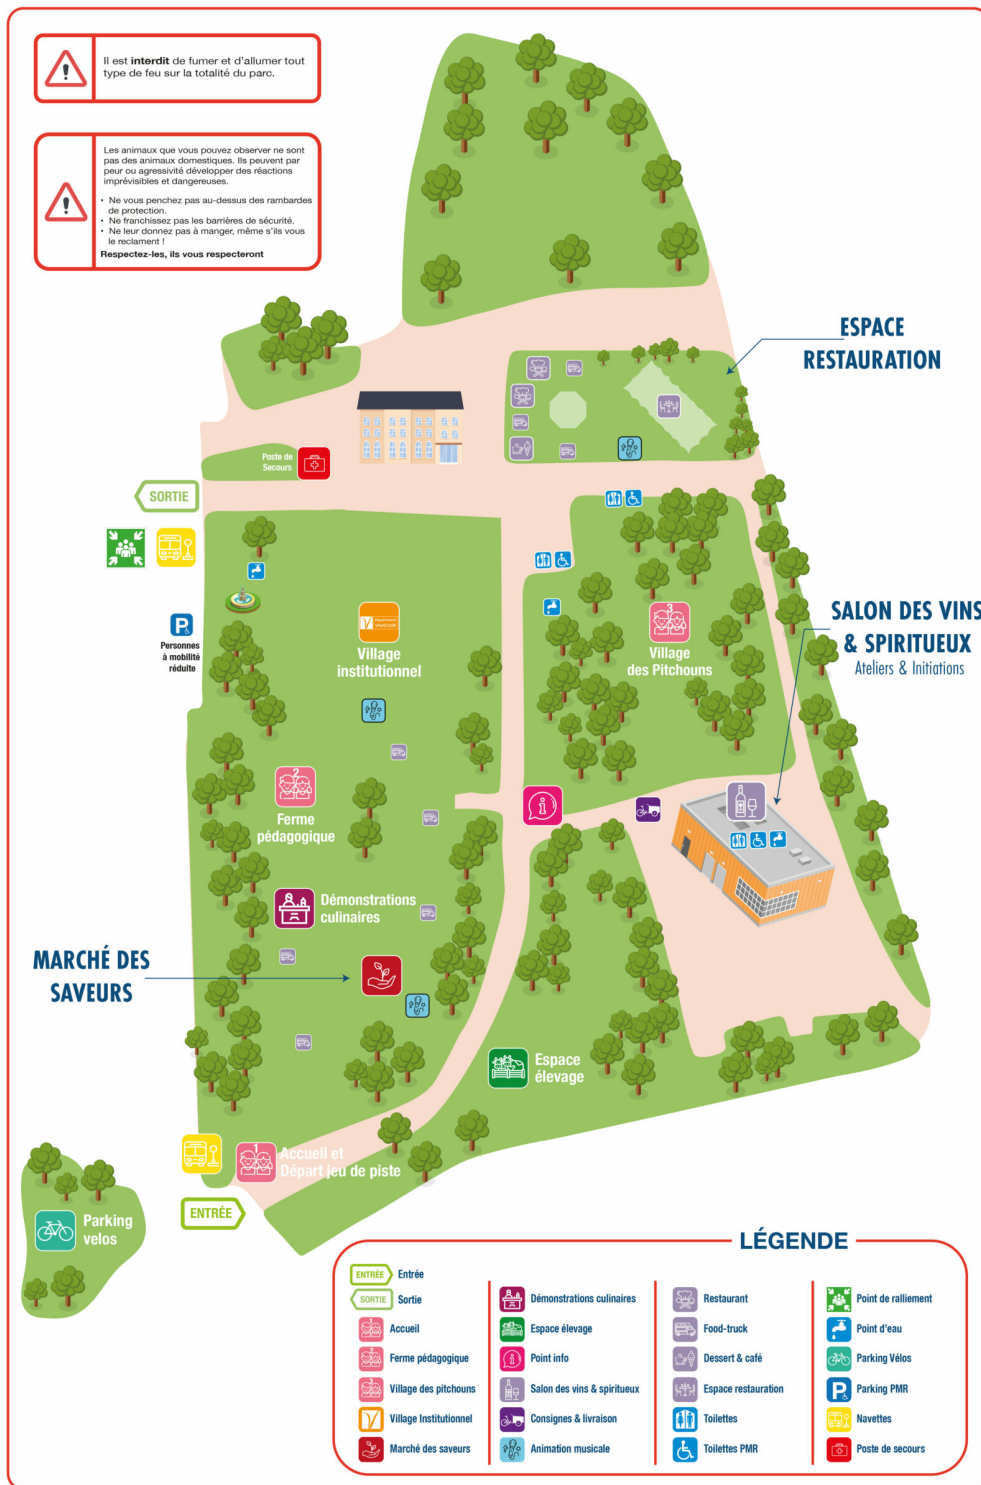 Il est interdit de fumer et d'allumer tout
type de feu sur la totalité du parc.
Les animaux que vous pouvez observer ne sont
pas des animaux domestiques. Ils peuvent par
peur ou agressivité développer des réactions
imprévisibles et dangereuses.
• Ne vous penchez pas au-dessus des rambardes
de protection.
• Ne franchissez pas les barrières de sécurité.
• Ne leur donnez pas à manger, même s'ils vous
le reclament !
Respectez-les, ils vous respecteront
ESPACE
RESTAURATION
Poste de
Secours
SORTIE
Personnes
à mobilité
réduite
Village
institutionnel
3
Village
des Pitchouns
SALON DES VINS
& SPIRITUEUX
Ateliers & Initiations
2
Ferme
pédagogique
Démonstrations
culinaires
MARCHÉ DES
SAVEURS
Espace
élevage
1
Accueil et
Départ jeu de piste
ENTRÉE
Parking
velos
LÉGENDE
ENTRÉE Entrée
SORTIE Sortie
1 Accueil
2 Ferme pédagogique
3 Village des pitchouns
Village Institutionnel
Marché des saveurs
Démonstrations culinaires
Espace élevage
Point info
Salon des vins & spiritueux
Consignes & livraison
Animation musicale
Restaurant
Food-truck
Dessert & café
Espace restauration
Toilettes
Toilettes PMR
Point de ralliement
Point d'eau
Parking Vélos
P Parking PMR
Navettes
Poste de secours